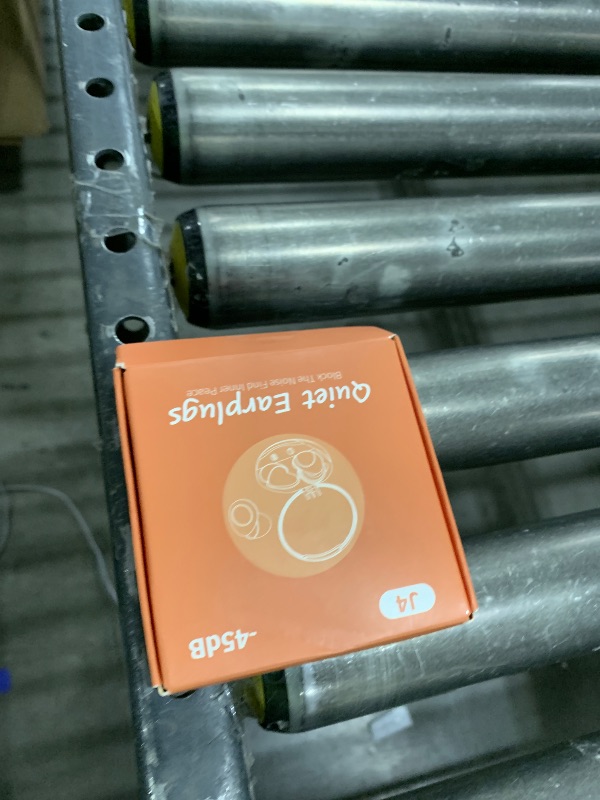 Quiet Earplugs
Block The Noise Find Inner Peace
J4
-45dB